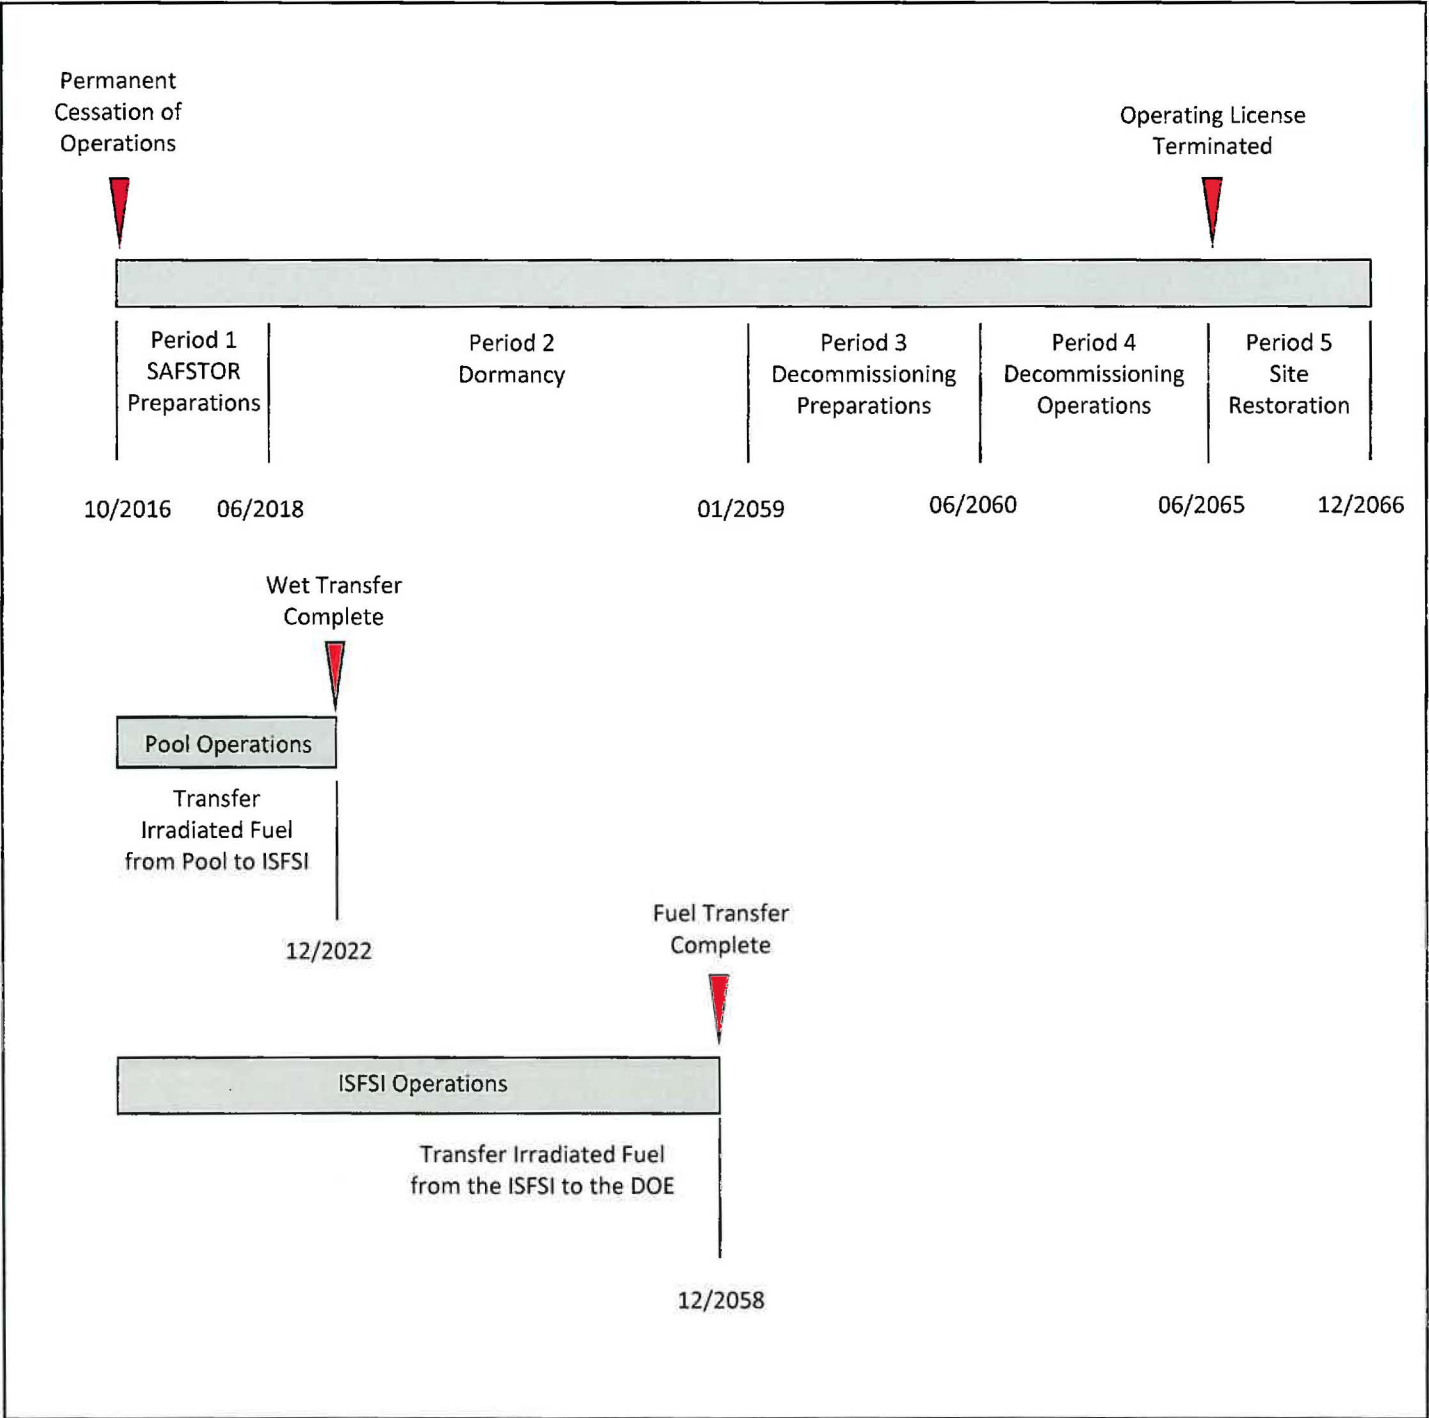 Permanent
Cessation of
Operations
Operating License
Terminated
Period 1
SAFSTOR
Preparations
Period 2
Dormancy
Period 3
Decommissioning
Preparations
Period 4
Decommissioning
Operations
Period 5
Site
Restoration
10/2016
06/2018
01/2059
06/2060
06/2065
12/2066
Wet Transfer
Complete
Pool Operations
Transfer
Irradiated Fuel
from Pool to ISFSI
12/2022
Fuel Transfer
Complete
ISFSI Operations
Transfer Irradiated Fuel
from the ISFSI to the DOE
12/2058